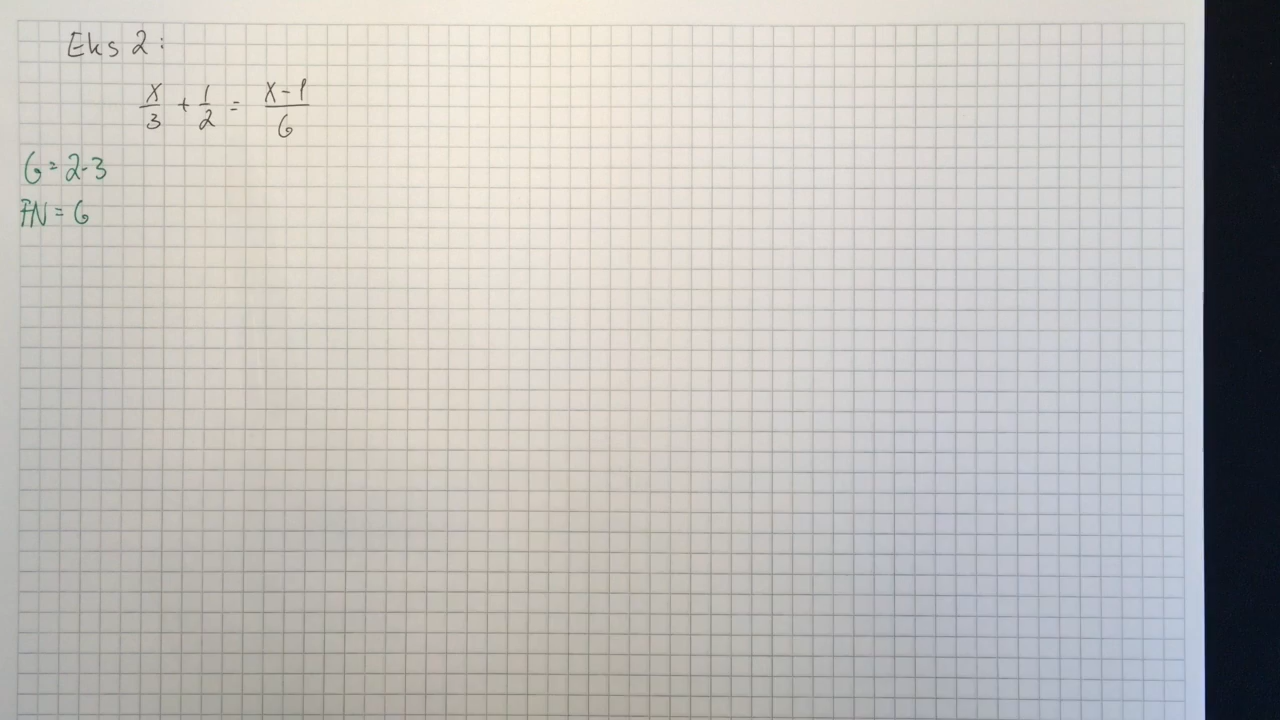 Eks 2:
x/3 + 1/2 = x-1/6
6=2·3
FN=6